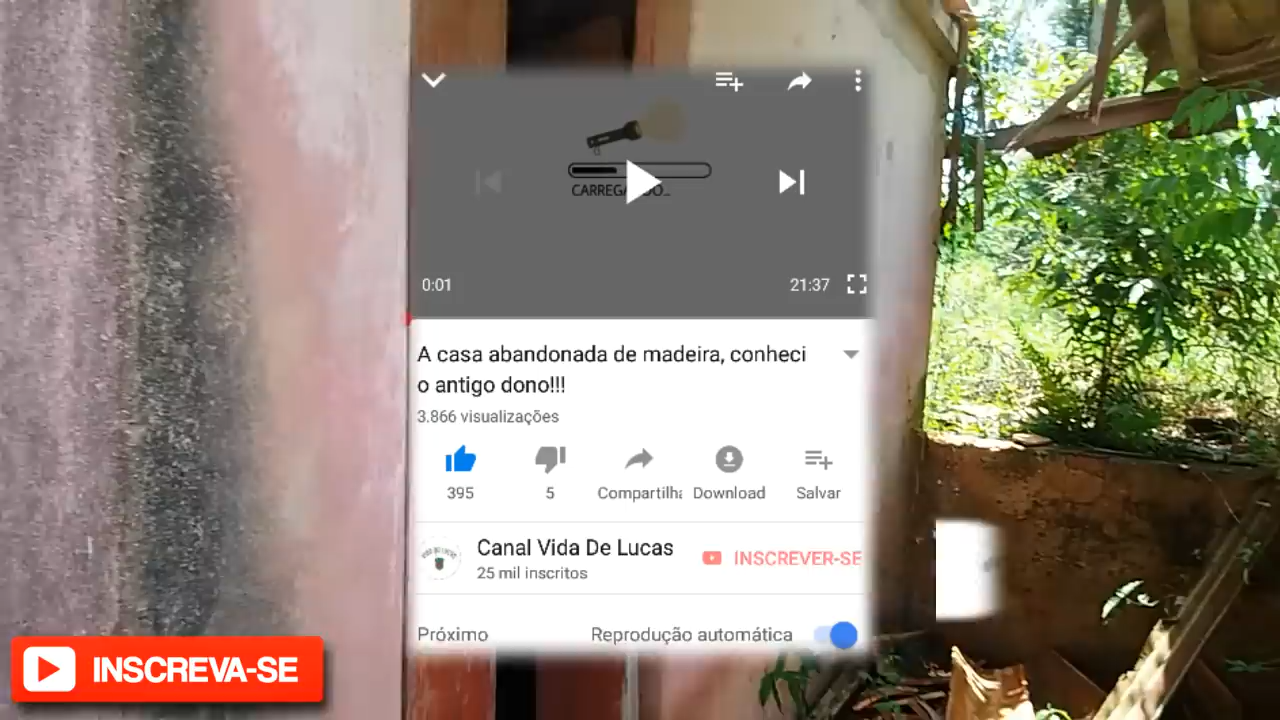 CARREGA
0:01
21:37
A casa abandonada de madeira, conheci
o antigo dono!!!
3.866 visualizações
395
5
Compartilha
Download
Salvar
Canal Vida De Lucas
25 mil inscritos
INSCREVER-SE
Próximo
Reprodução automática
INSCREVA-SE